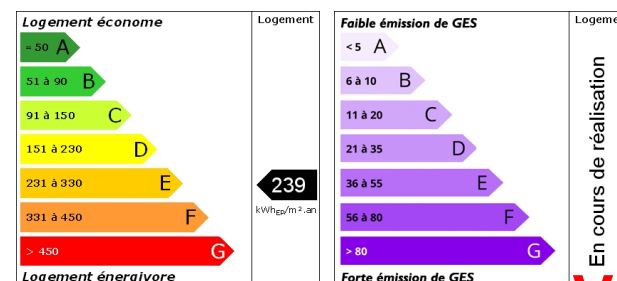 Logement économe
Logement
≤ 50 A
51 à 90 B
91 à 150 C
151 à 230 D
231 à 330 E
239
kWhEP/m².an
331 à 450 F
> 450 G
Logement énergivore
Faible émission de GES
< 5 A
6 à 10 B
11 à 20 C
21 à 35 D
36 à 55 E
56 à 80 F
> 80 G
Forte émission de GES
Logeme
En cours de réalisation